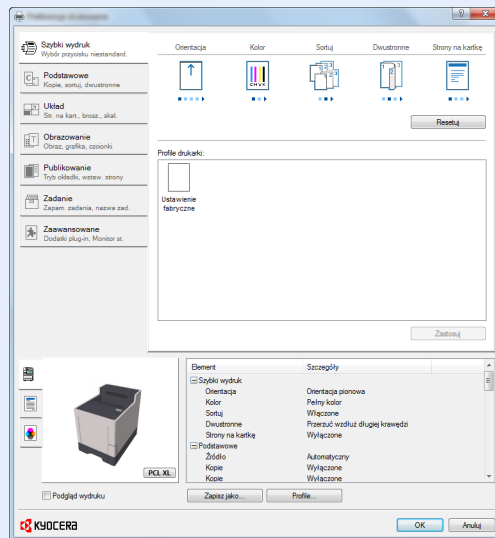 Szybki wydruk
Wybór przycisku niestandard.
Podstawowe
Kopie, sortuj, dwustronne
Układ
Str. na kart., brosz., skal.
Obrazowanie
Obraz, grafika, czcionki
Publikowanie
Tryb okładki, wstaw. strony
Zadanie
Zapam. zadania, nazwa zad.
Zaawansowane
Dodatki plug-in, Monitor st.
Orientacja Kolor Sortuj Dwustronne Strony na kartkę
CMYK
Resetuj
Profile drukarki:
Ustawienie
fabryczne
Zastosuj
Element Szczegóły
Szybki wydruk
Orientacja Orientacja pionowa
Kolor Pełny kolor
Sortuj Włączone
Dwustronne Przerzuć wzdłuż długiej krawędzi
Strony na kartkę Wyłączone
Podstawowe
Źródło Automatyczny
Kopie Wyłączone
Kopie Wyłączone
PCL XL
Podgląd wydruku
Zapisz jako...
Profile...
KYOCERA
OK
Anuluj